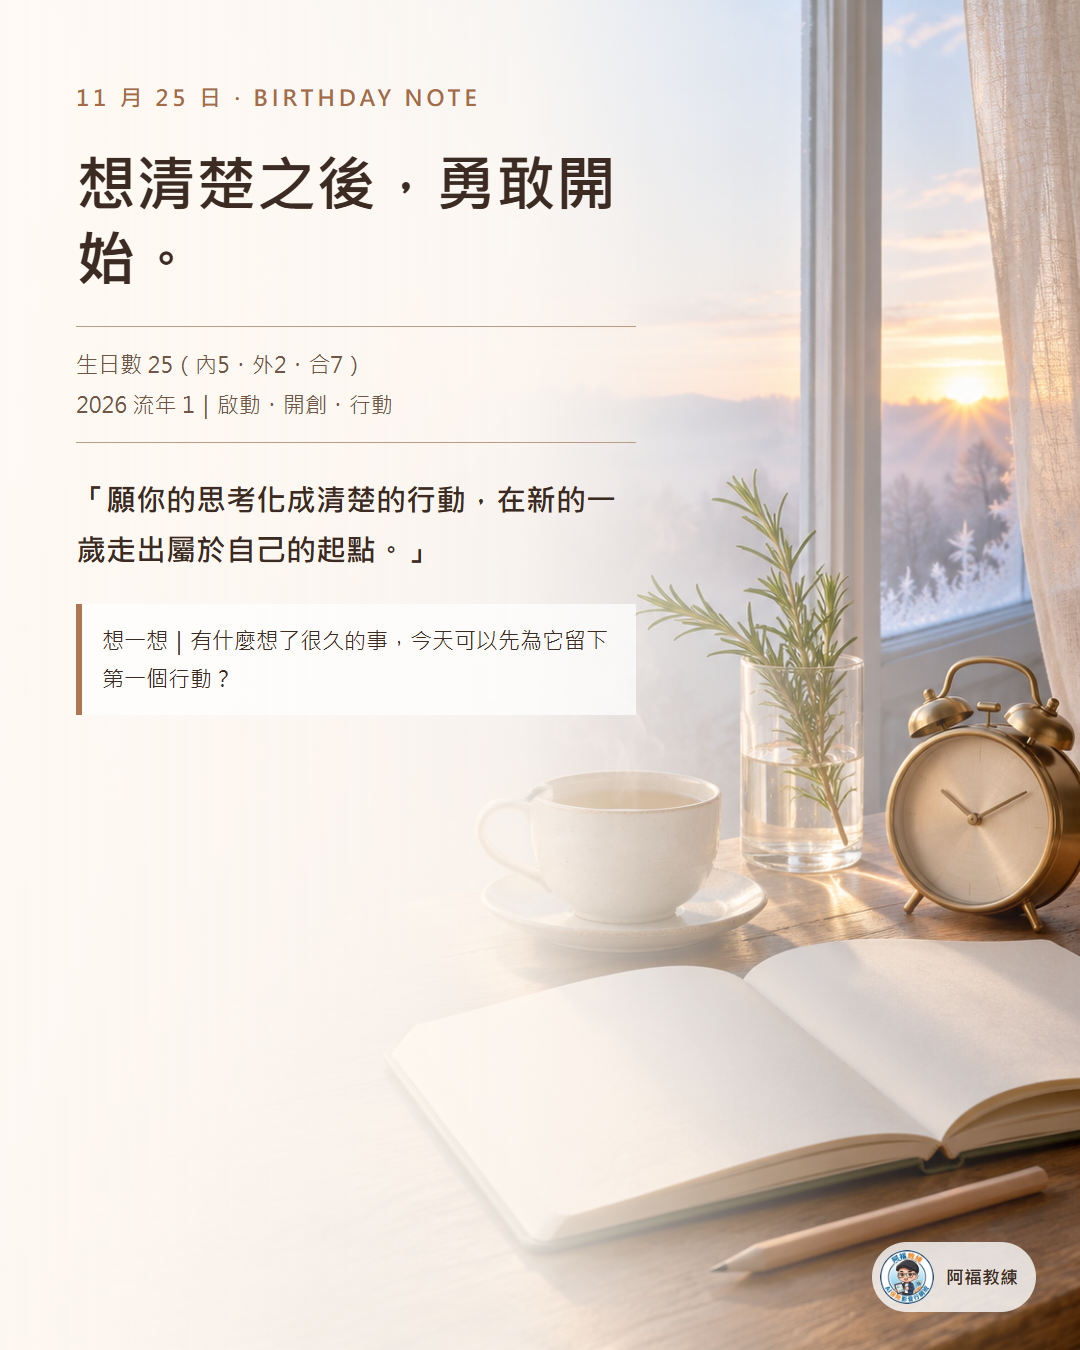 11 月 25 日 · BIRTHDAY NOTE
想清楚之後，勇敢開
始。
生日數 25（內5．外2．合7）
2026 流年 1｜啟動．開創．行動
「願你的思考化成清楚的行動，在新的一
歲走出屬於自己的起點。」
想一想｜有什麼想了很久的事，今天可以先為它留下
第一個行動？
阿福教練